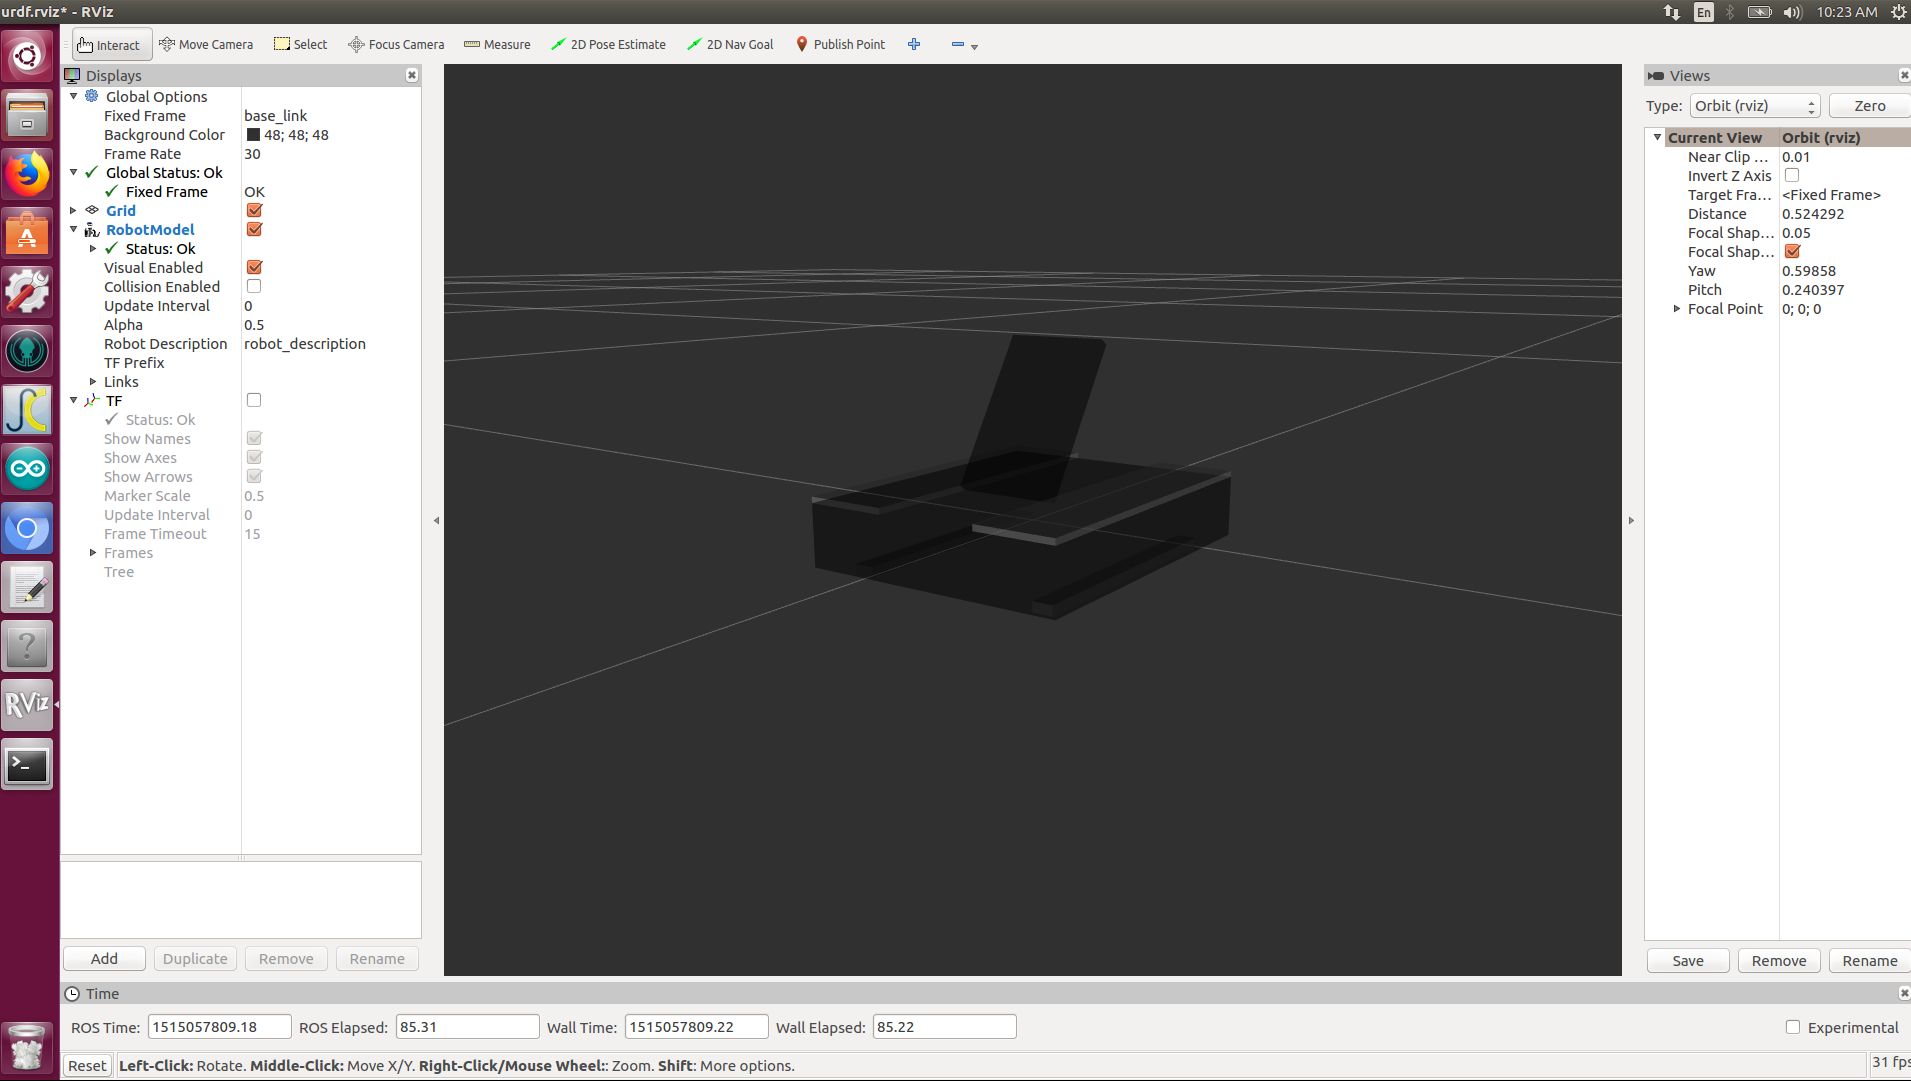 urdf.rviz* - RViz
En
10:23 AM
Interact
Move Camera
Select
Focus Camera
Measure
2D Pose Estimate
2D Nav Goal
Publish Point
Displays
Global Options
Fixed Frame base_link
Background Color 48; 48; 48
Frame Rate 30
Global Status: Ok
Fixed Frame OK
Grid
RobotModel
Status: Ok
Visual Enabled
Collision Enabled
Update Interval 0
Alpha 0.5
Robot Description robot_description
TF Prefix
Links
TF
Status: Ok
Show Names
Show Axes
Show Arrows
Marker Scale 0.5
Update Interval 0
Frame Timeout 15
Frames
Tree
Add
Duplicate
Remove
Rename
RViz
Views
Type: Orbit (rviz) Zero
Current View Orbit (rviz)
Near Clip ... 0.01
Invert Z Axis
Target Fra... <Fixed Frame>
Distance 0.524292
Focal Shap... 0.05
Focal Shap...
Yaw 0.59858
Pitch 0.240397
Focal Point 0; 0; 0
Save
Remove
Rename
Time
ROS Time: 1515057809.18 ROS Elapsed: 85.31 Wall Time: 1515057809.22 Wall Elapsed: 85.22
Experimental
Reset
Left-Click: Rotate. Middle-Click: Move X/Y. Right-Click/Mouse Wheel:: Zoom. Shift: More options.
31 fps